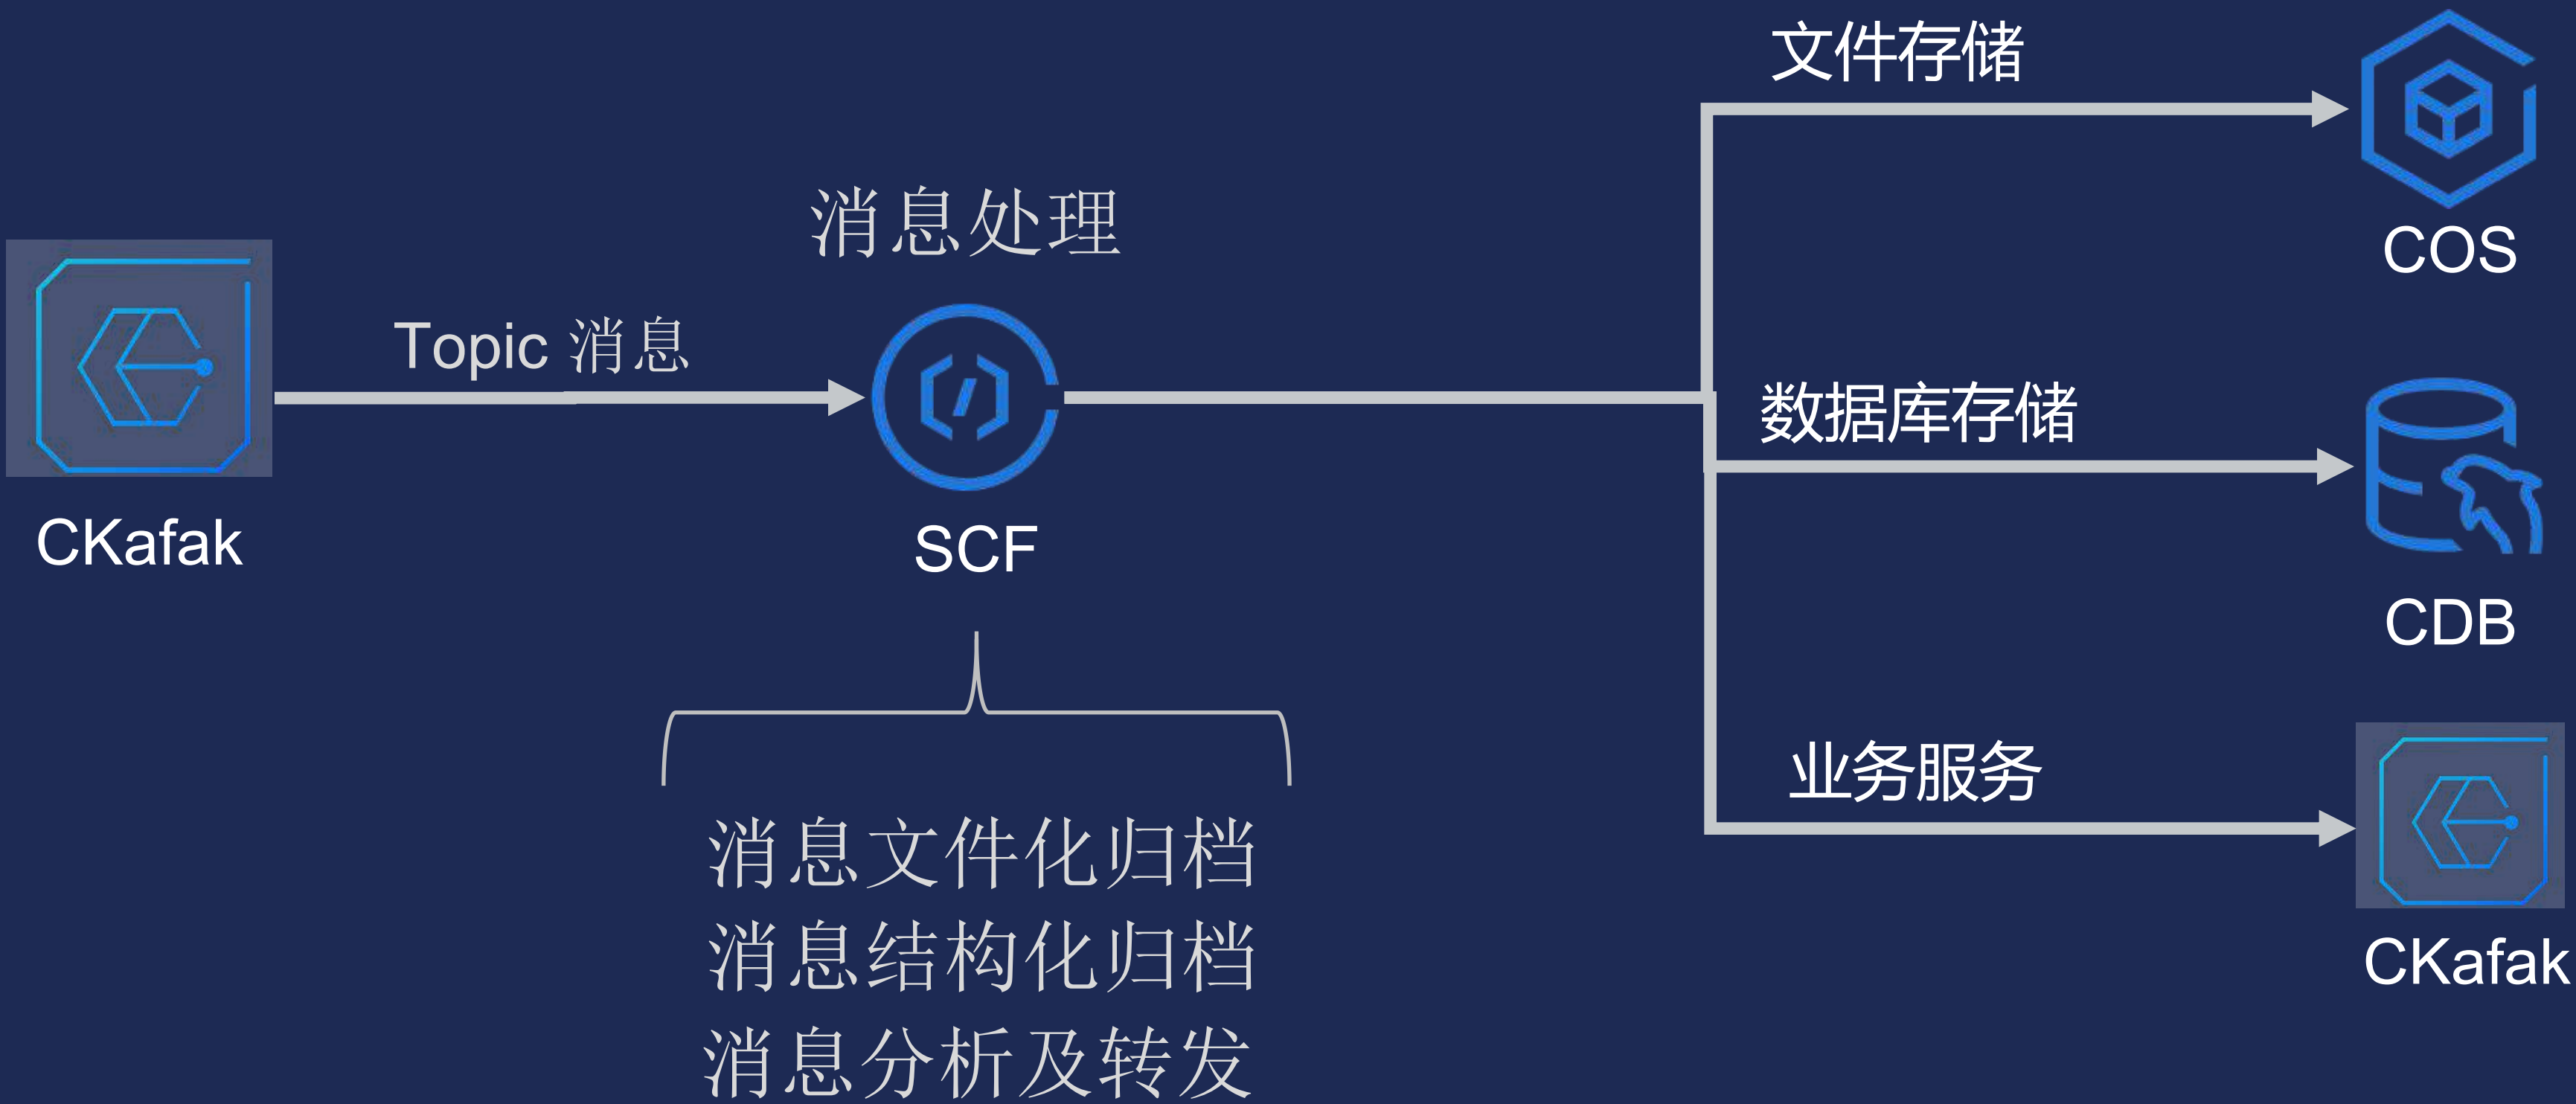 文件存储
COS
消息处理
Topic 消息
CKafak
SCF
数据库存储
CDB
业务服务
CKafak
消息文件化归档
消息结构化归档
消息分析及转发